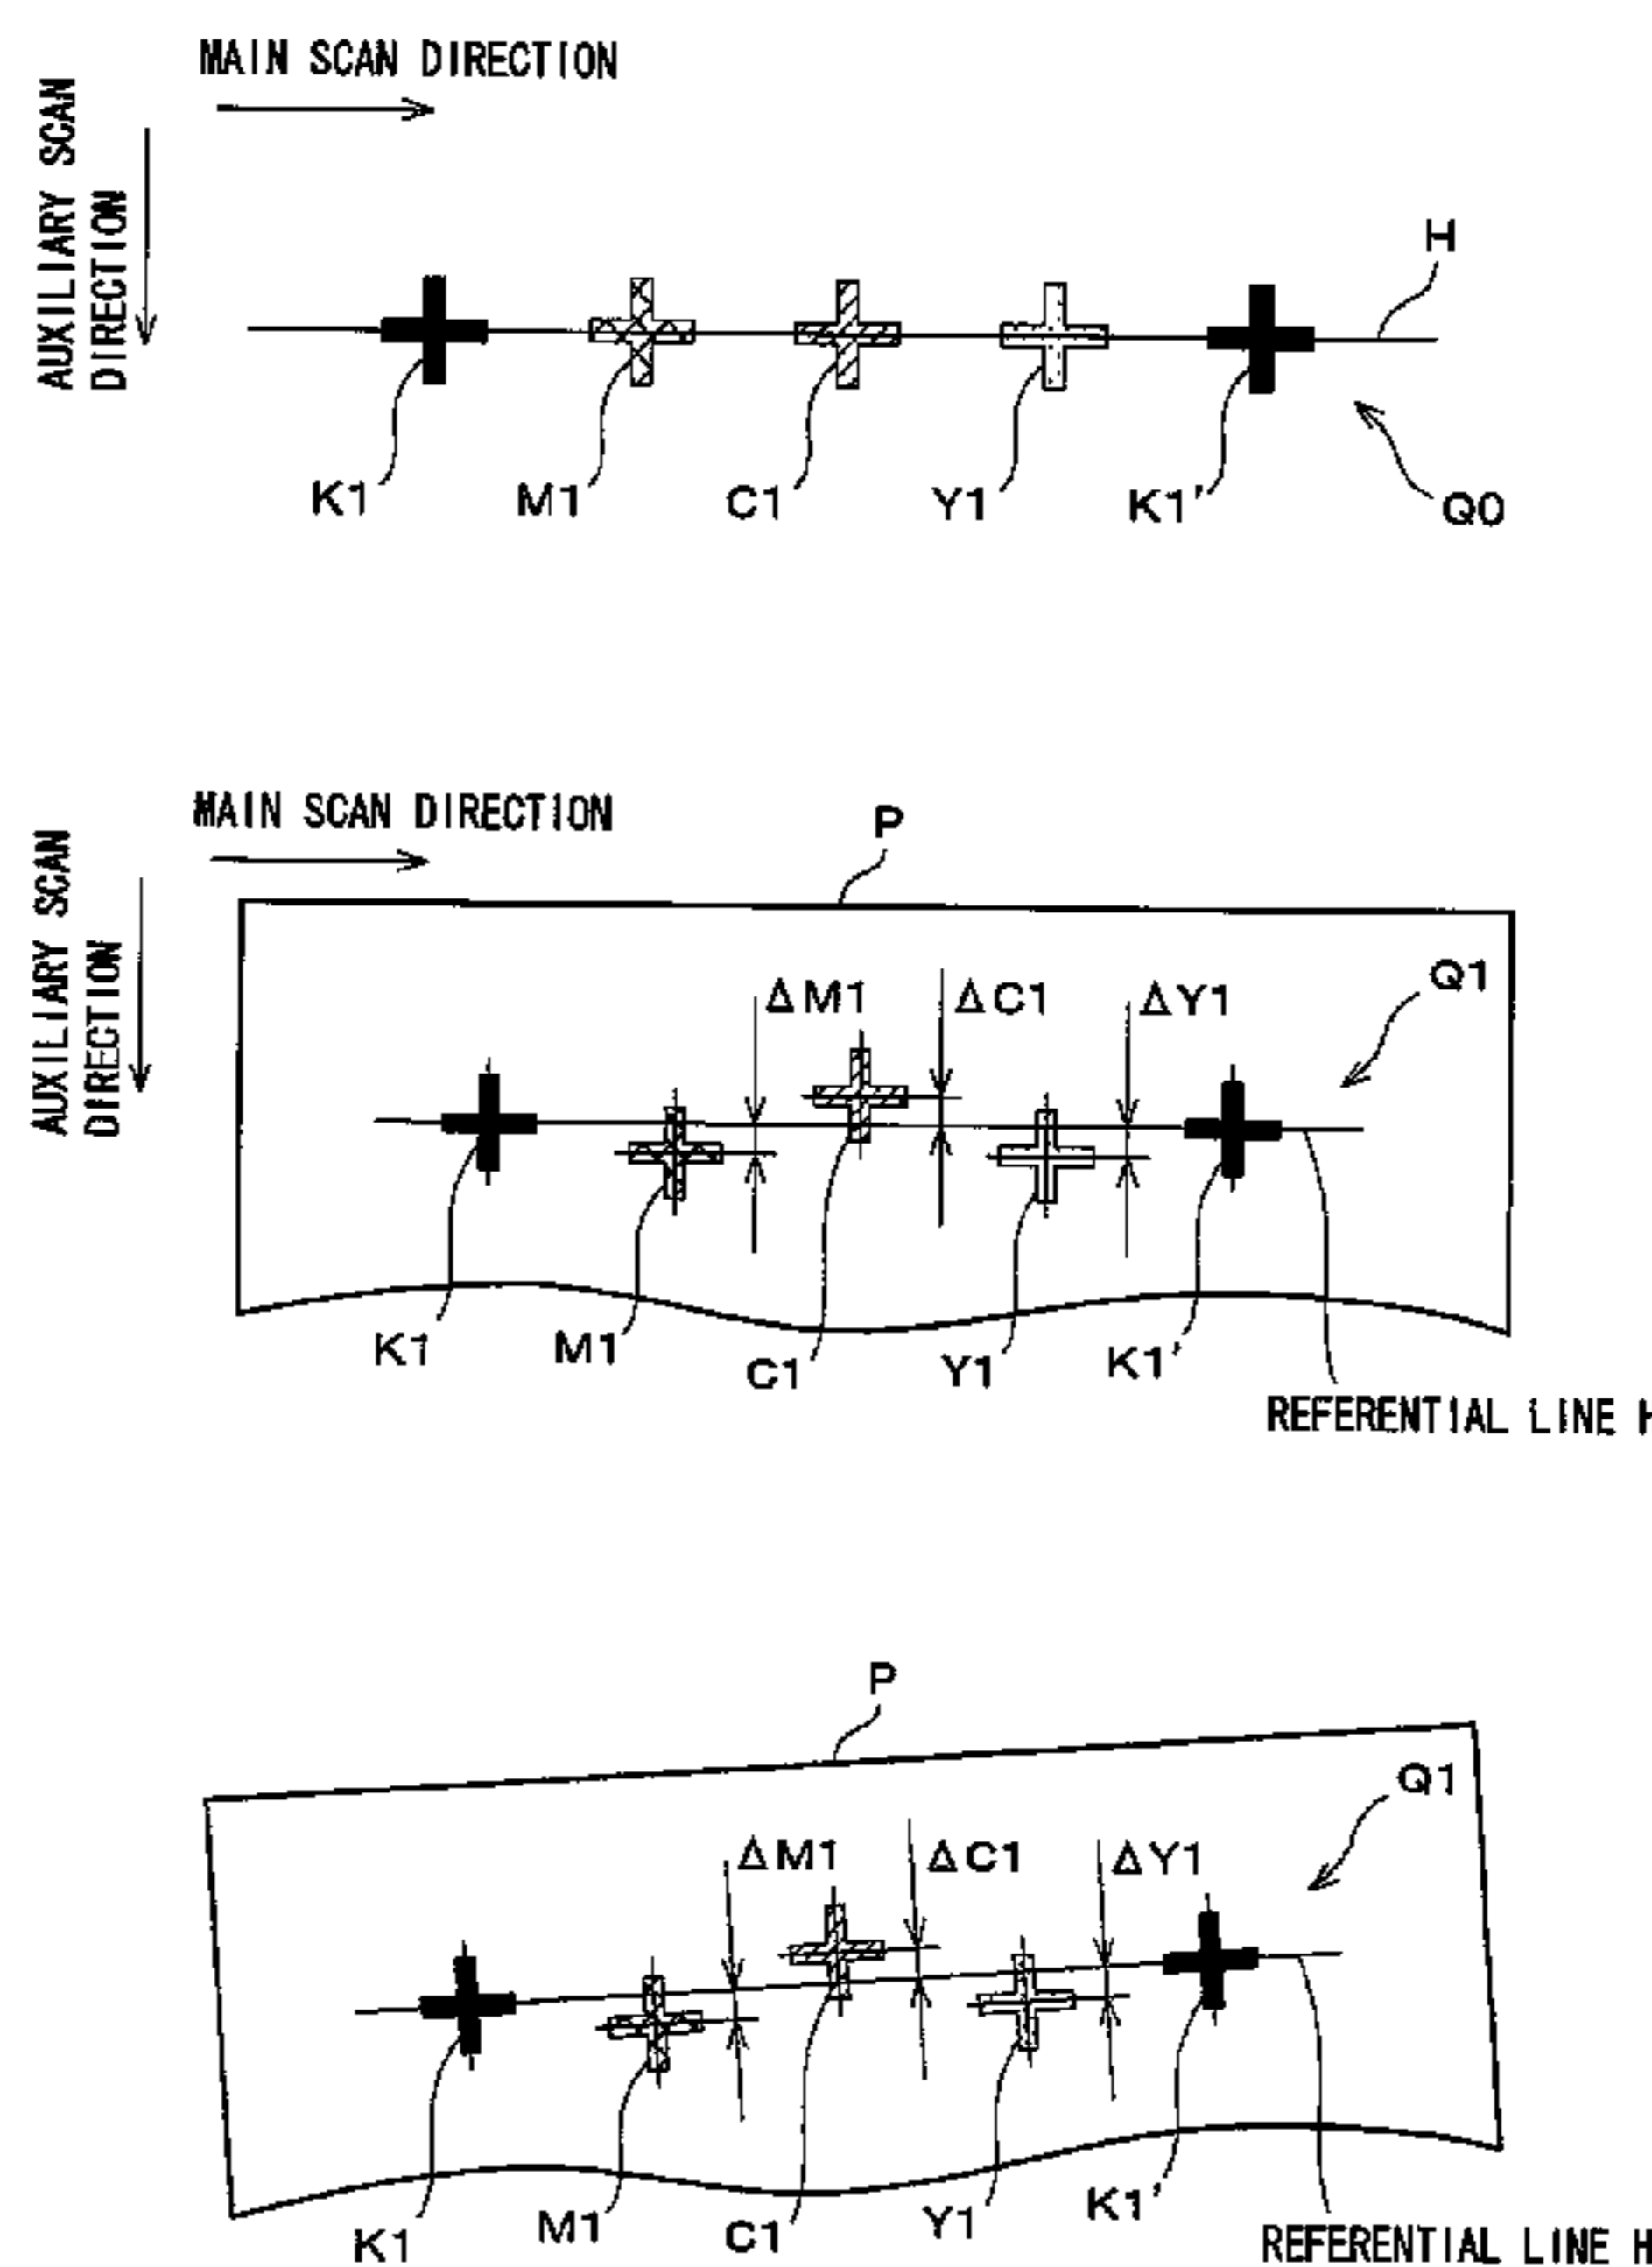 MAIN SCAN DIRECTION
AUXILIARY SCAN
DIRECTION
H
K1
M1
C1
Y1
K1'
Q0
MAIN SCAN DIRECTION
AUXILIARY SCAN
DIRECTION
P
Q1
ΔM1
ΔC1
ΔY1
K1
M1
C1
Y1
K1'
REFERENTIAL LINE H
P
Q1
ΔM1
ΔC1
ΔY1
K1
M1
C1
Y1
K1'
REFERENTIAL LINE H